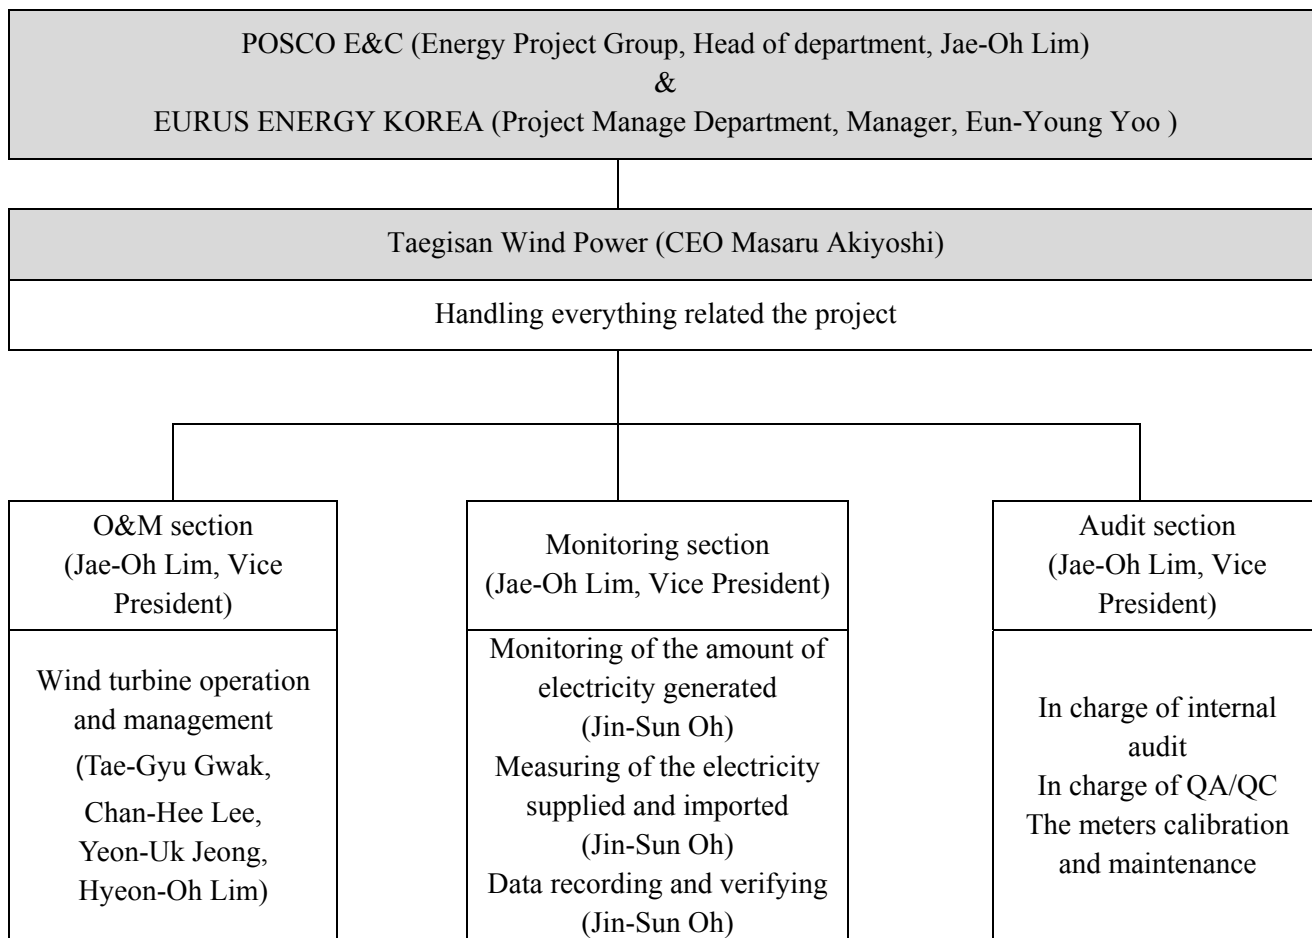 POSCO E&C (Energy Project Group, Head of department, Jae-Oh Lim)
&
EURUS ENERGY KOREA (Project Manage Department, Manager, Eun-Young Yoo )
Taegisan Wind Power (CEO Masaru Akiyoshi)
Handling everything related the project
O&M section
(Jae-Oh Lim, Vice
President)
Wind turbine operation
and management
(Tae-Gyu Gwak,
Chan-Hee Lee,
Yeon-Uk Jeong,
Hyeon-Oh Lim)
Monitoring section
(Jae-Oh Lim, Vice President)
Monitoring of the amount of
electricity generated
(Jin-Sun Oh)
Measuring of the electricity
supplied and imported
(Jin-Sun Oh)
Data recording and verifying
(Jin-Sun Oh)
Audit section
(Jae-Oh Lim, Vice
President)
In charge of internal
audit
In charge of QA/QC
The meters calibration
and maintenance